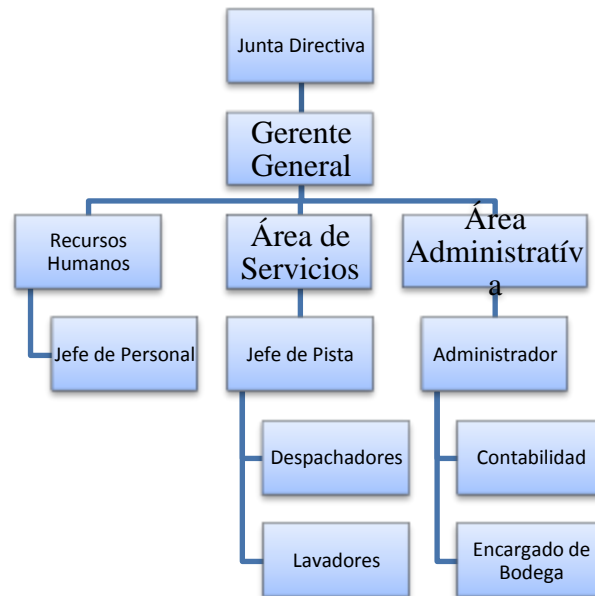 Junta Directiva
Gerente
General
Recursos
Humanos
Área de
Servicios
Área
Administratív
a
Jefe de Personal
Jefe de Pista
Administrador
Despachadores
Contabilidad
Lavadores
Encargado de
Bodega